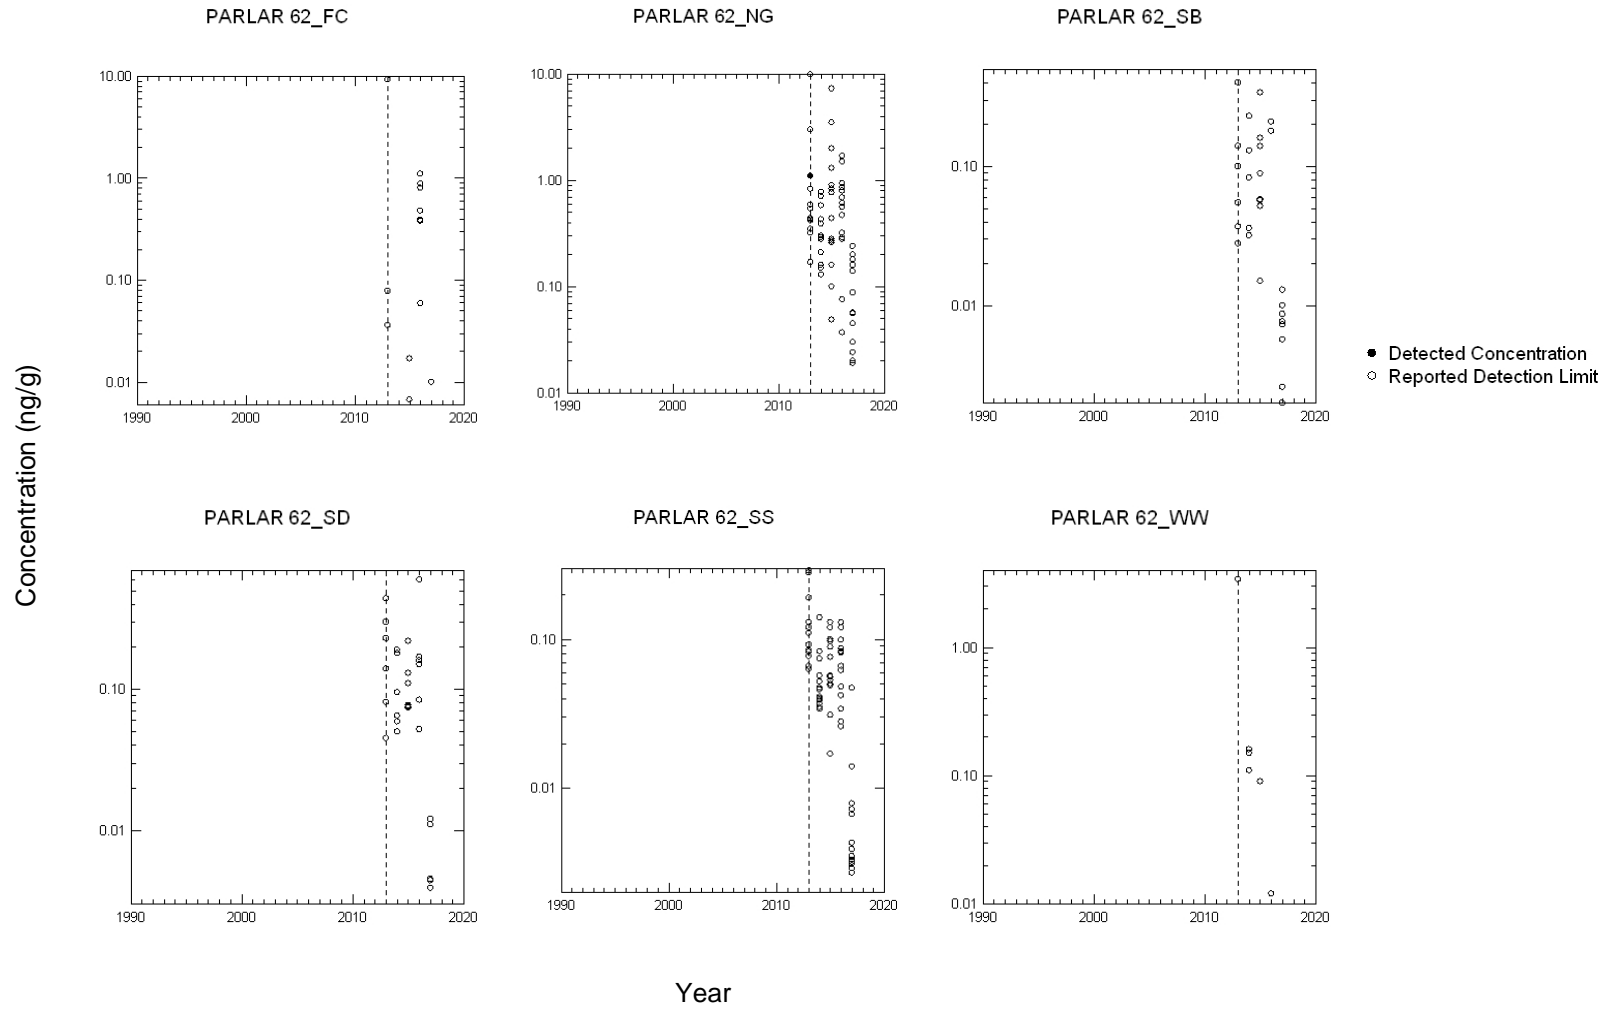 PARLAR 62_FC
PARLAR 62_NG
PARLAR 62_SB
10.00
1.00
0.10
0.01
1990 2000 2010 2020
10.00
1.00
0.10
0.01
1990 2000 2010 2020
0.10
0.01
1990 2000 2010 2020
Detected Concentration
Reported Detection Limit
Concentration (ng/g)
PARLAR 62_SD
PARLAR 62_SS
PARLAR 62_WW
0.10
0.01
1990 2000 2010 2020
0.10
0.01
1990 2000 2010 2020
1.00
0.10
0.01
1990 2000 2010 2020
Year